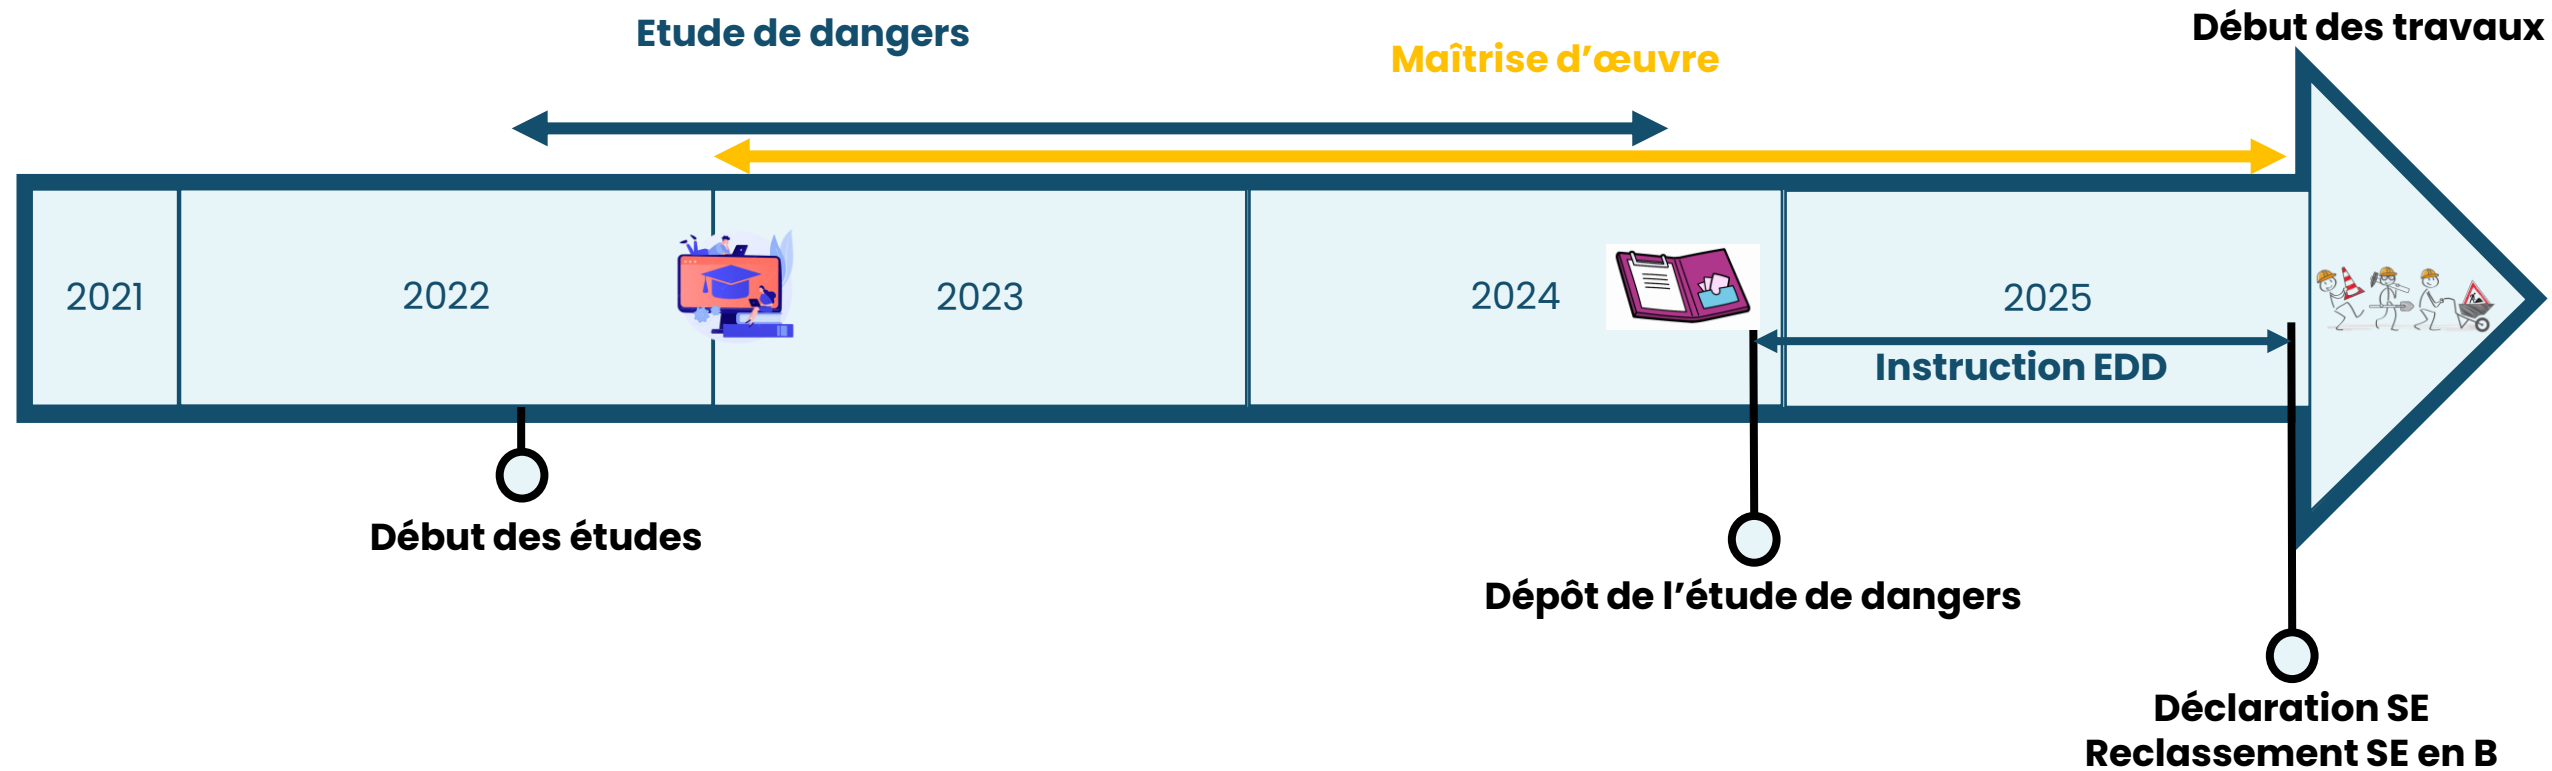 Etude de dangers
Maîtrise d’œuvre
Début des travaux
2021
2022
2023
2024
2025
Instruction EDD
Début des études
Dépôt de l’étude de dangers
Déclaration SE
Reclassement SE en B